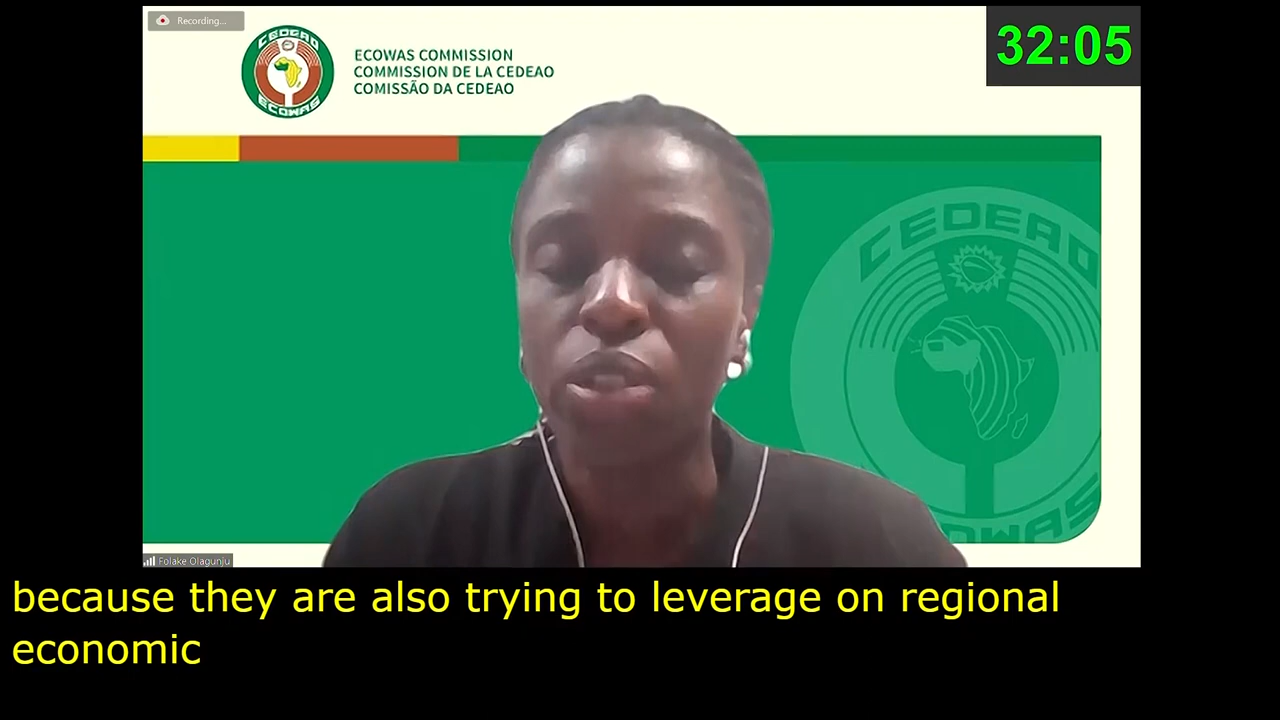 Recording...
CEDEAO
ECOWAS
ECOWAS COMMISSION
COMMISSION DE LA CEDEAO
COMISSÃO DA CEDEAO
32:05
CEDEAO
ECOWAS
Folake Olagunju
because they are also trying to leverage on regional
economic